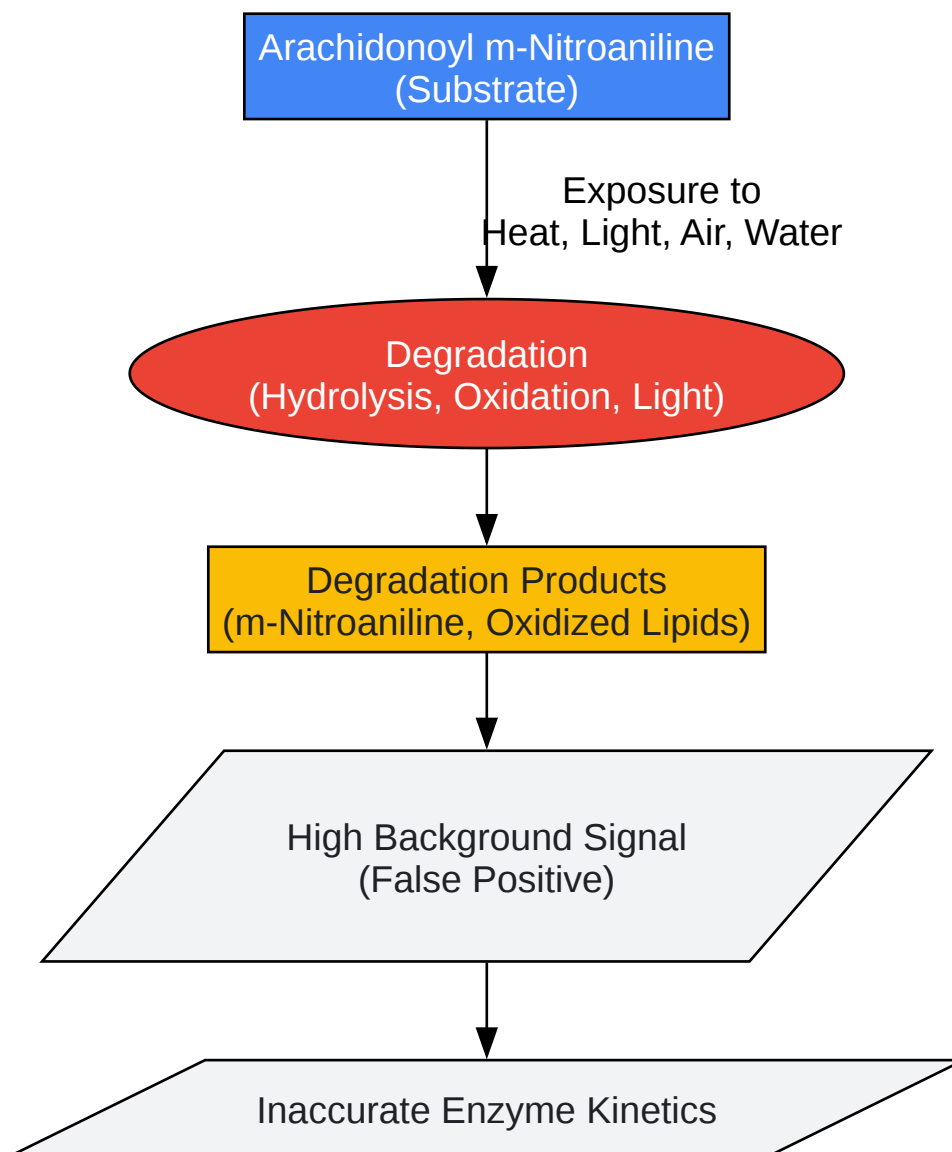 Arachidonoyl m-Nitroaniline
(Substrate)
Exposure to
Heat, Light, Air, Water
Degradation
(Hydrolysis, Oxidation, Light)
Degradation Products
(m-Nitroaniline, Oxidized Lipids)
High Background Signal
(False Positive)
Inaccurate Enzyme Kinetics